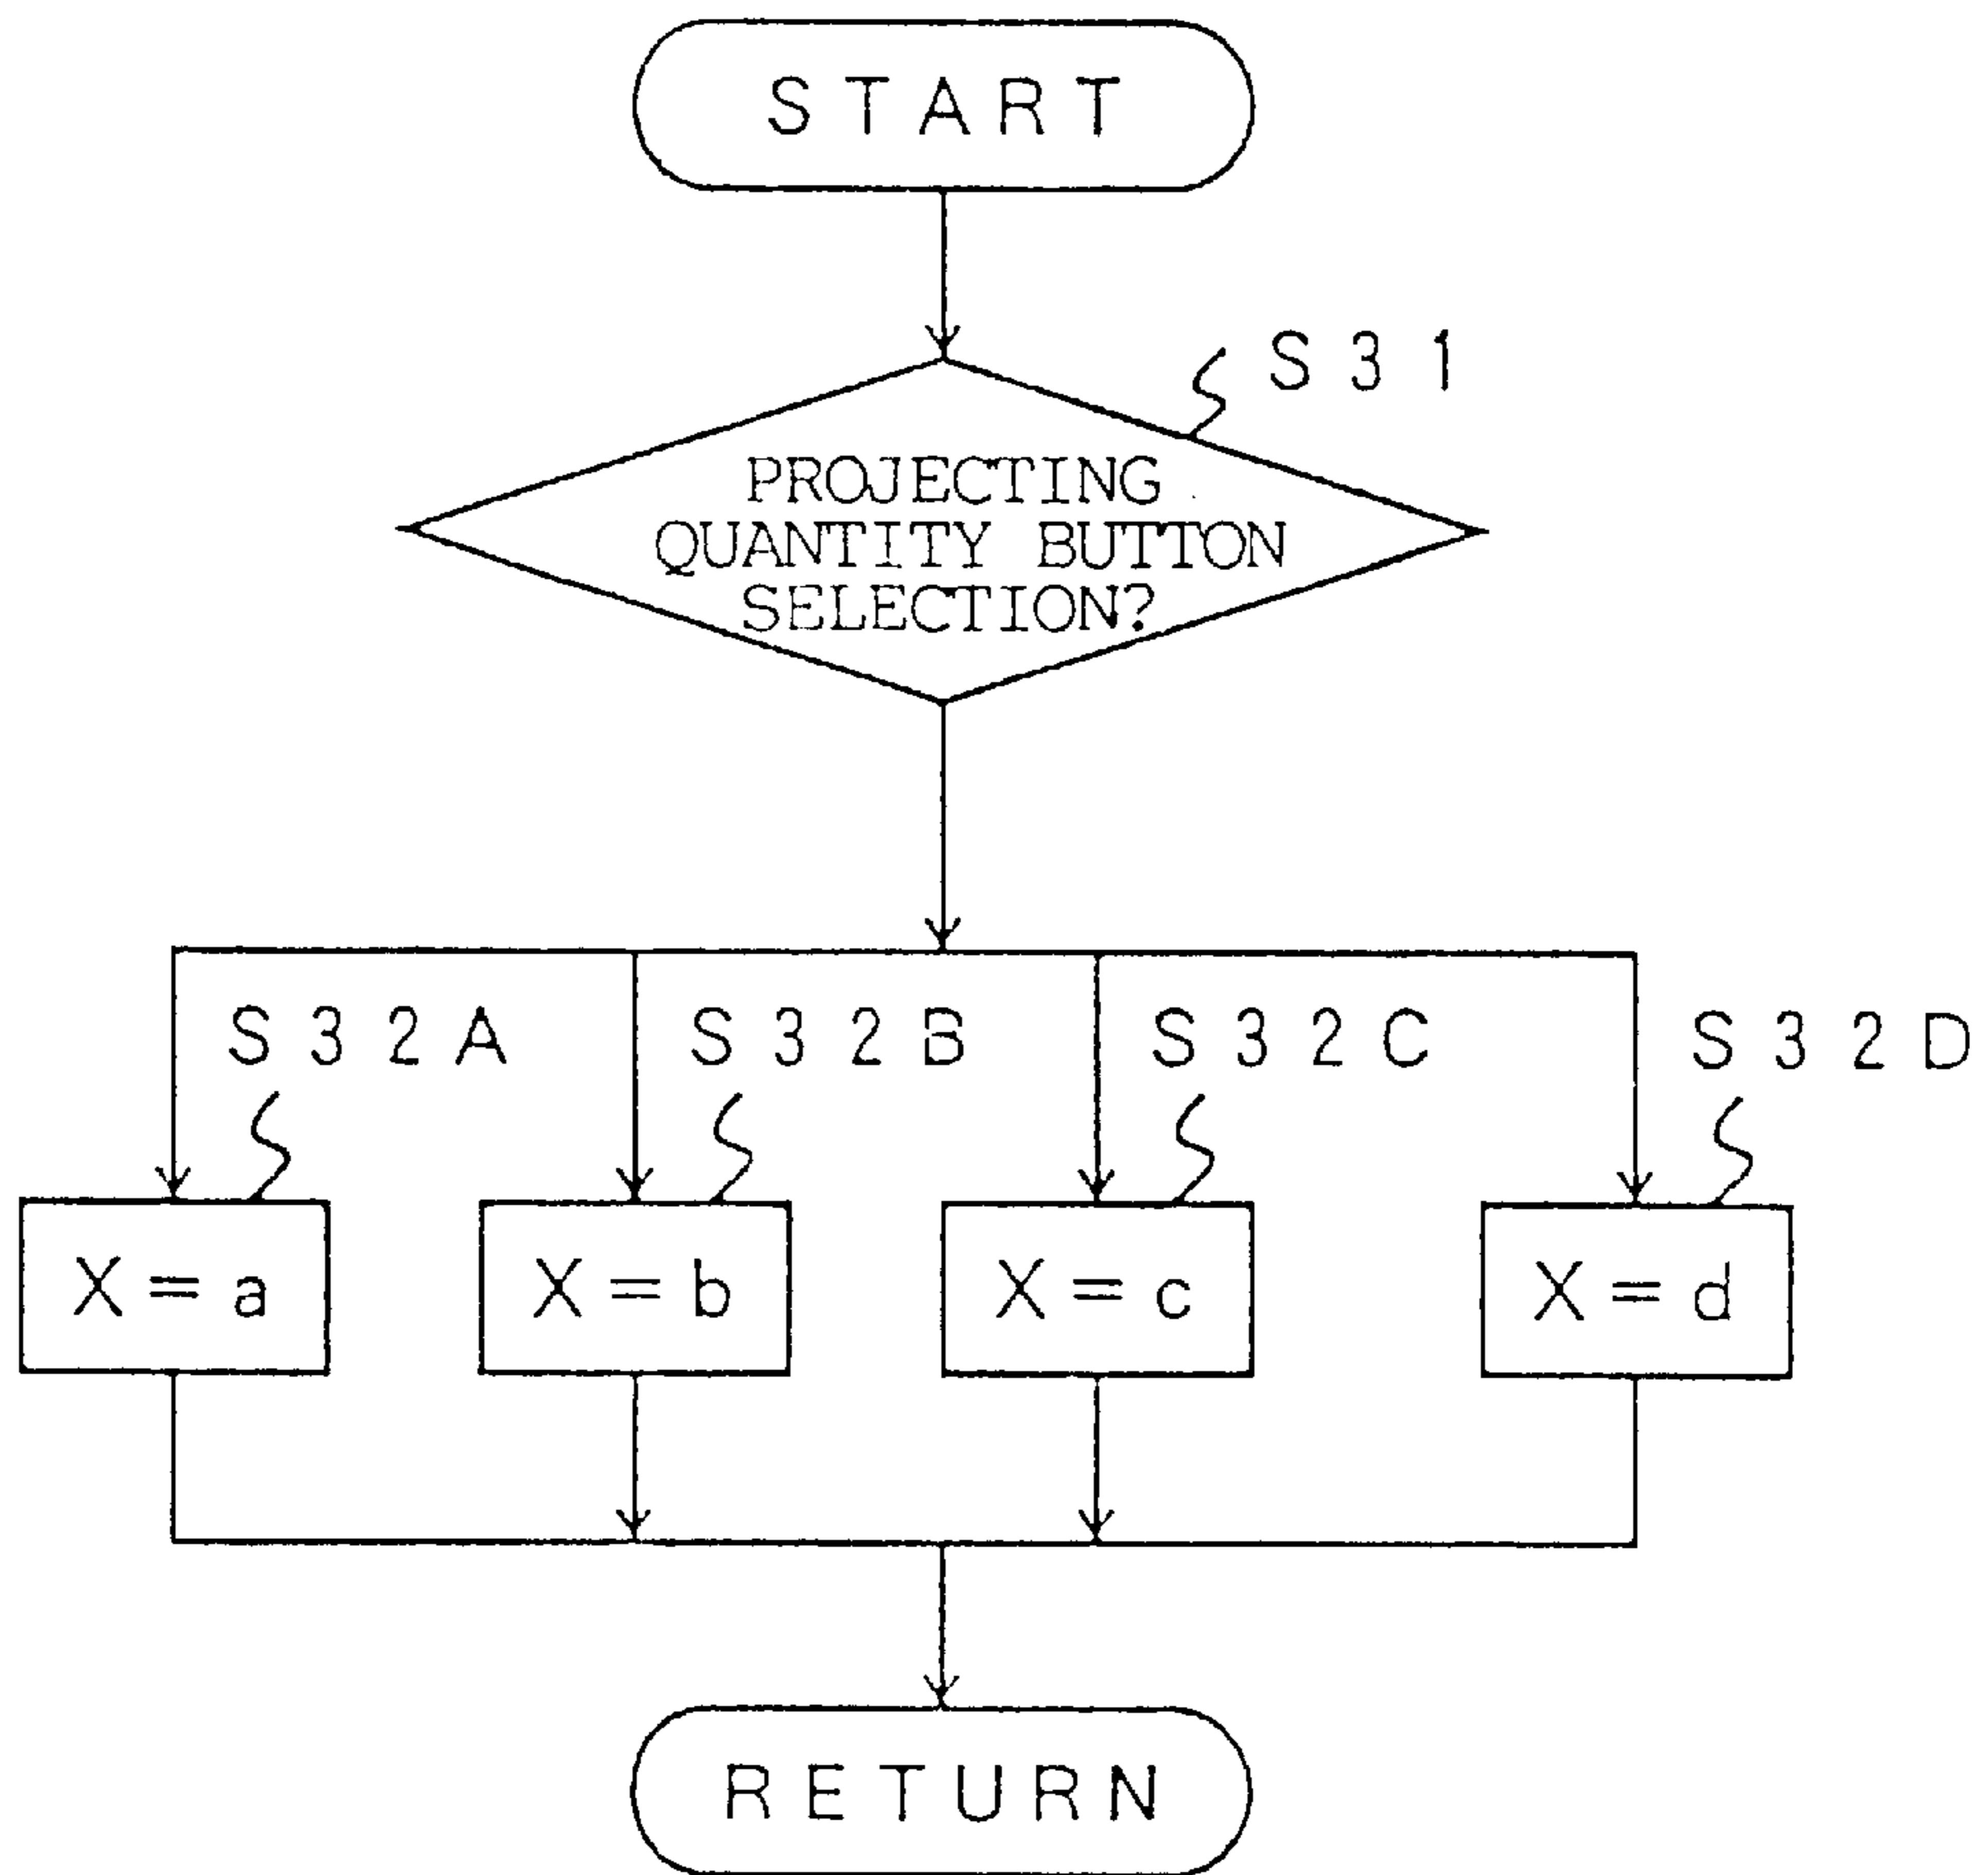 START
S31
PROJECTING
QUANTITY BUTTON
SELECTION?
S32A S32B S32C S32D
X=a X=b X=c X=d
RETURN